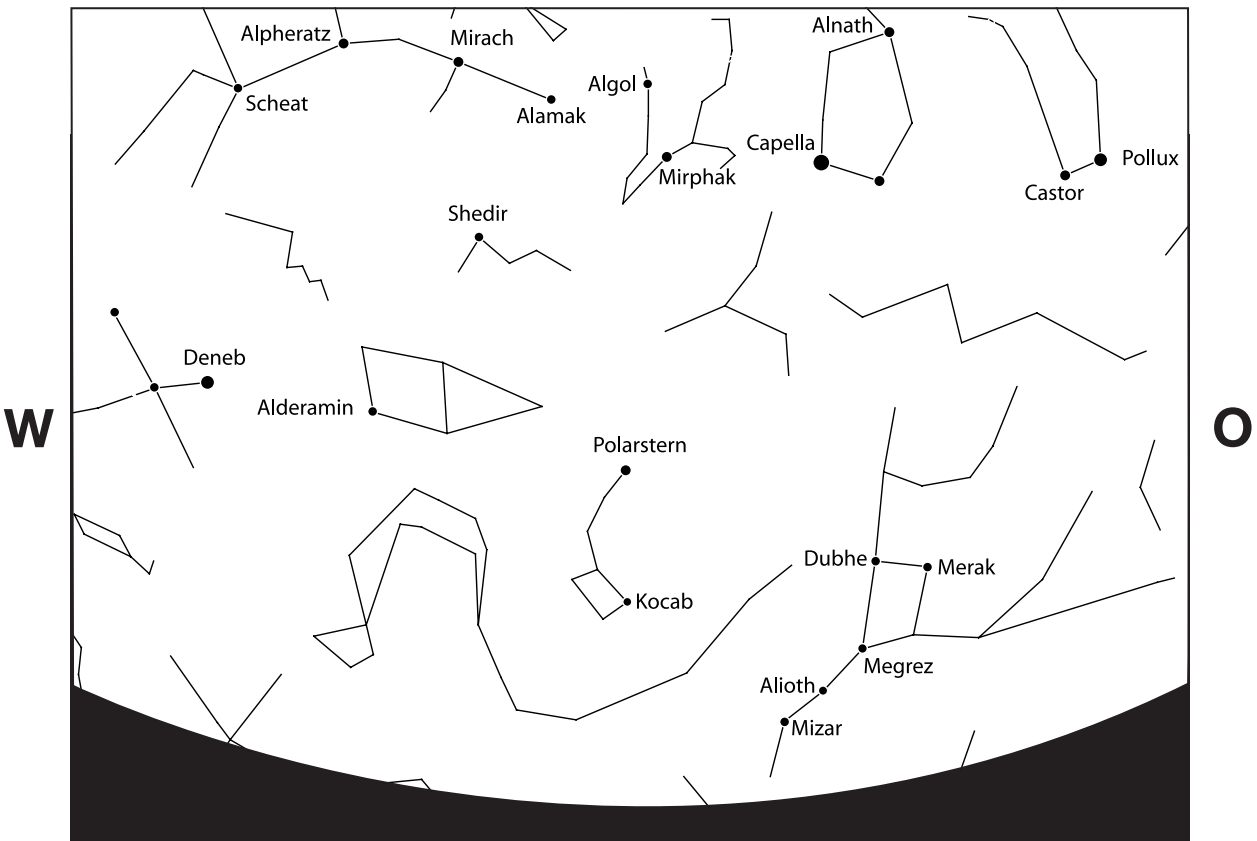 Alpheratz
Mirach
Alnath
Algol
Scheat
Alamak
Capella
Pollux
Mirphak
Castor
Shedir
Deneb
Alderamin
W
O
Polarstern
Dubhe
Merak
Kocab
Megrez
Alioth
Mizar